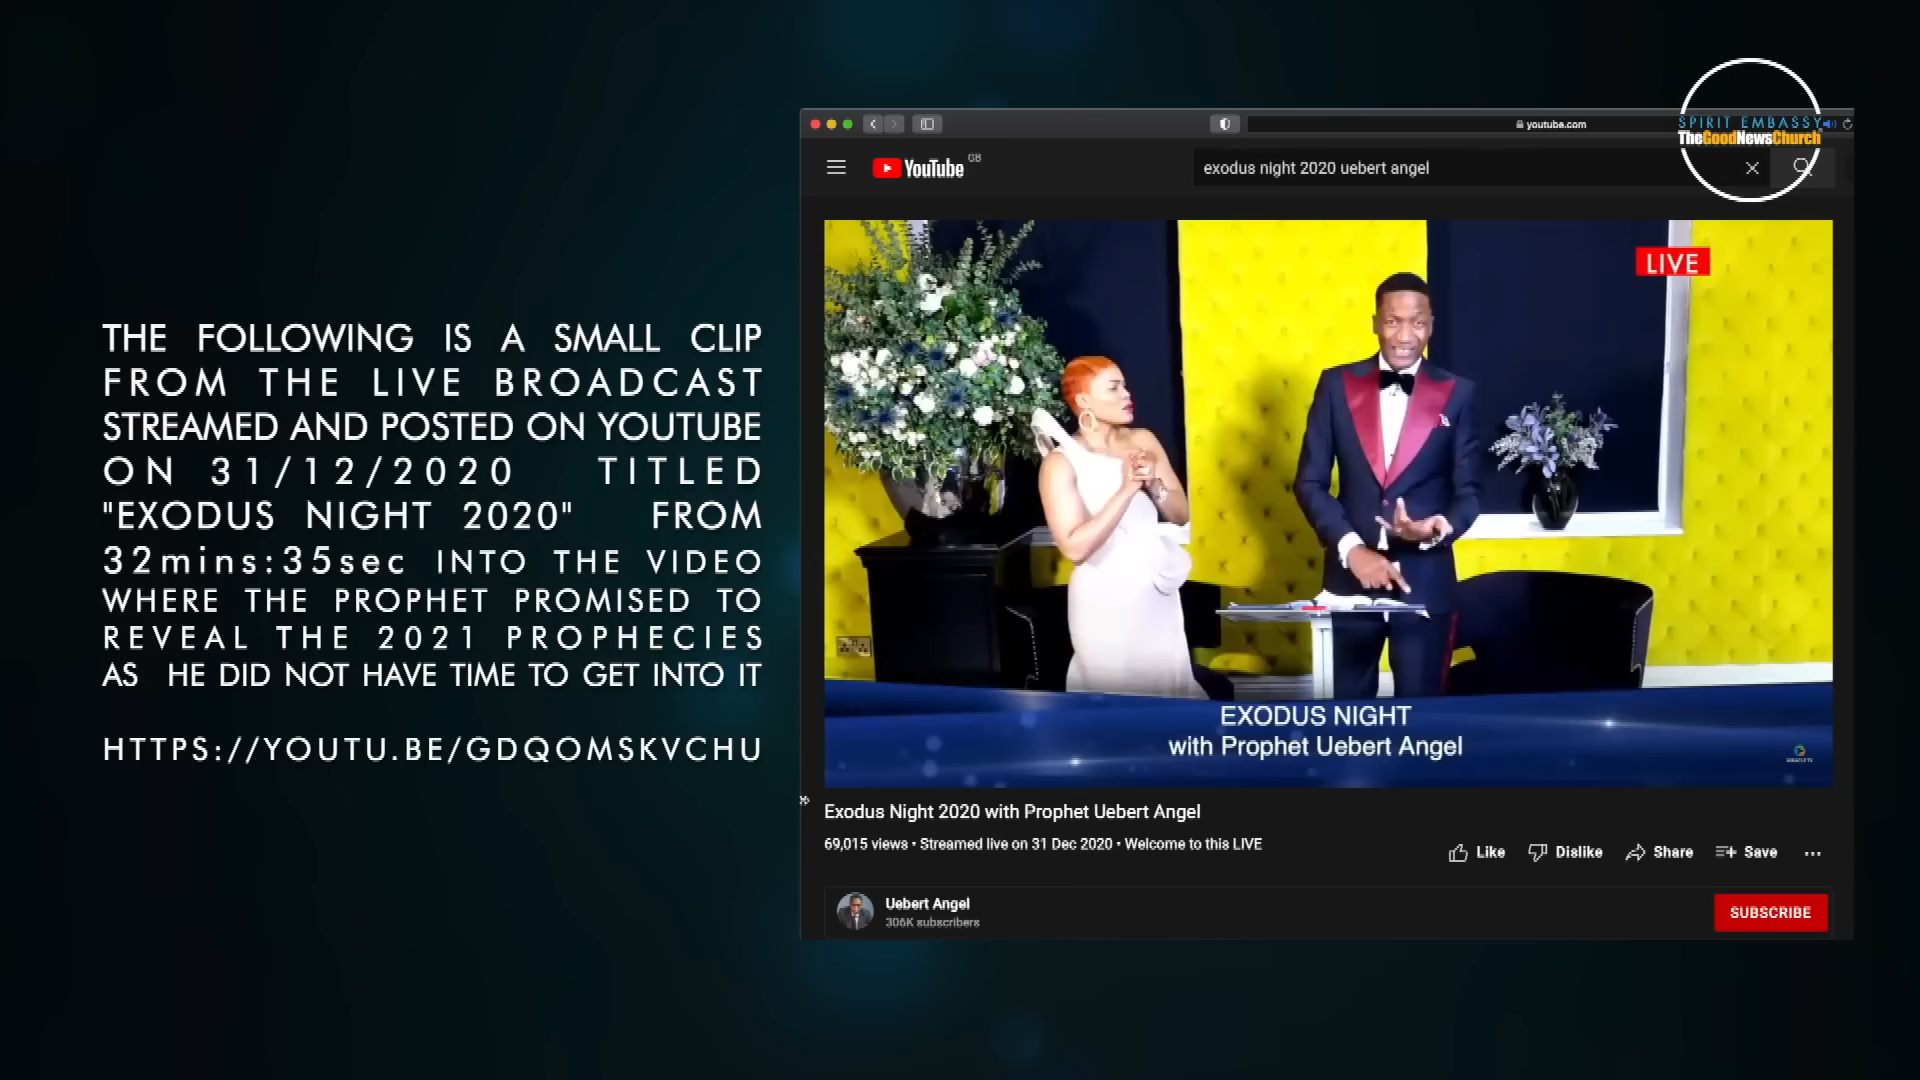 THE FOLLOWING IS A SMALL CLIP
FROM THE LIVE BROADCAST
STREAMED AND POSTED ON YOUTUBE
ON 31/12/2020 TITLED
"EXODUS NIGHT 2020" FROM
32mins:35sec INTO THE VIDEO
WHERE THE PROPHET PROMISED TO
REVEAL THE 2021 PROPHECIES
AS HE DID NOT HAVE TIME TO GET INTO IT
HTTPS://YOUTU.BE/GDQOMSKVCHU
youtube.com
SPIRIT EMBASSY
TheGoodNewsChurch
YouTube GB
exodus night 2020 uebert angel
LIVE
EXODUS NIGHT
with Prophet Uebert Angel
MIRACLE TV
Exodus Night 2020 with Prophet Uebert Angel
69,015 views • Streamed live on 31 Dec 2020 • Welcome to this LIVE
Like Dislike Share Save
Uebert Angel
306K subscribers
SUBSCRIBE